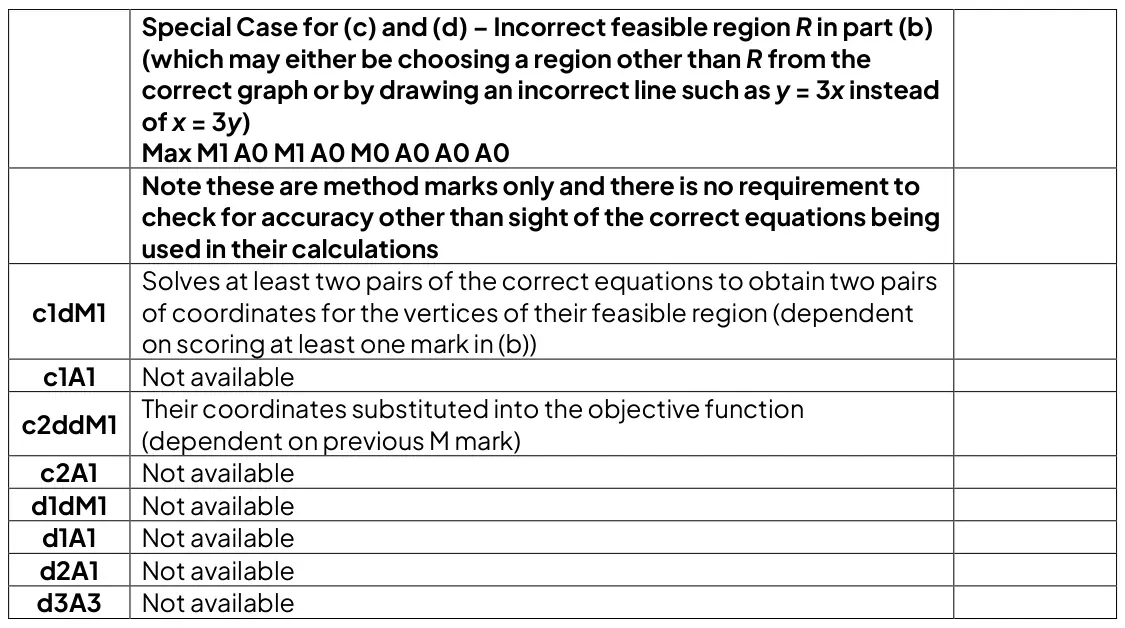 Special Case for (c) and (d) – Incorrect feasible region R in part (b)
(which may either be choosing a region other than R from the
correct graph or by drawing an incorrect line such as y = 3x instead
of x = 3y)
Max M1 A0 M1 A0 M0 A0 A0 A0
Note these are method marks only and there is no requirement to
check for accuracy other than sight of the correct equations being
used in their calculations
c1dM1
Solves at least two pairs of the correct equations to obtain two pairs
of coordinates for the vertices of their feasible region (dependent
on scoring at least one mark in (b))
c1A1 Not available
c2ddM1
Their coordinates substituted into the objective function
(dependent on previous M mark)
c2A1 Not available
d1dM1 Not available
d1A1 Not available
d2A1 Not available
d3A3 Not available